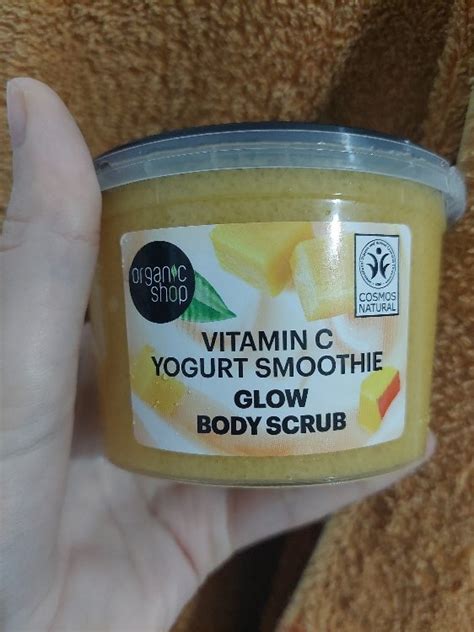 organic
shop
COSMOS
NATURAL
VITAMIN C
YOGURT SMOOTHIE
GLOW
BODY SCRUB